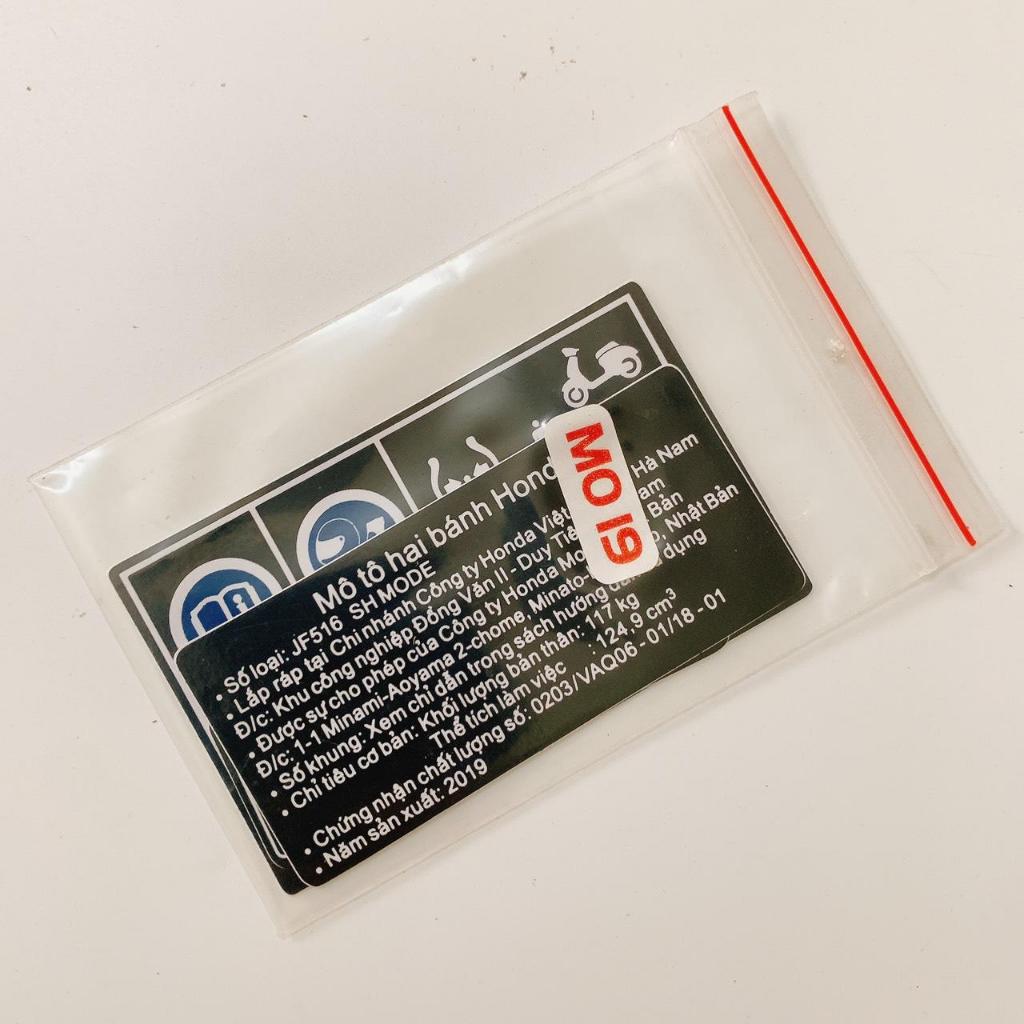 Mô tô hai bánh Hond
• Số loại: JF516 SH MODE
• Lắp ráp tại Chi nhánh Công ty Honda Việt
Đ/c: Khu công nghiệp Đồng Văn II - Duy Tiê Hà Nam
• Được sự cho phép của Công ty Honda Mo Bản
Đ/c: 1-1 Minami-Aoyama 2-chome, Minato- Nhật Bản
• Số khung: Xem chỉ dẫn trong sách hướng dụng
• Chỉ tiêu cơ bản: Khối lượng bản thân: 117 kg
Thể tích làm việc : 124,9 cm³
• Chứng nhận chất lượng số: 0203/VAQ06 - 01/18 - 01
• Năm sản xuất: 2019
MO 19